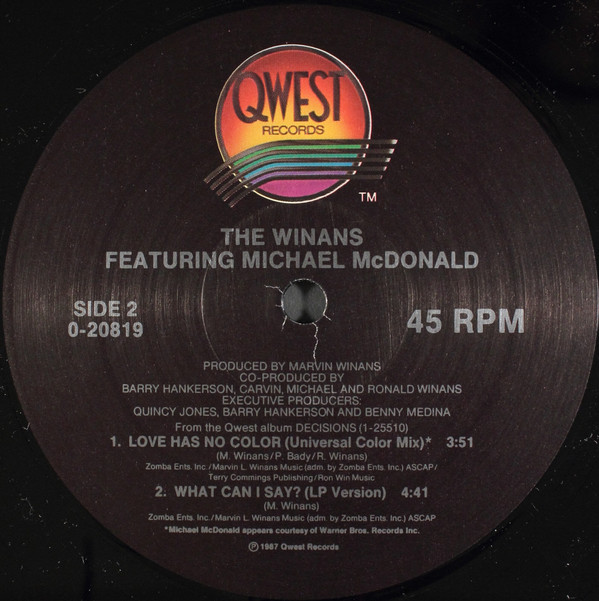 QWEST
RECORDS
TM
THE WINANS
FEATURING MICHAEL McDONALD
SIDE 2
0-20819
45 RPM
PRODUCED BY MARVIN WINANS
CO-PRODUCED BY
BARRY HANKERSON, CARVIN, MICHAEL AND RONALD WINANS
EXECUTIVE PRODUCERS:
QUINCY JONES, BARRY HANKERSON AND BENNY MEDINA
From the Qwest album DECISIONS (1-25510)
1. LOVE HAS NO COLOR (Universal Color Mix)* 3:51
(M. Winans/P. Bady/R. Winans)
Zomba Ents. Inc./Marvin L. Winans Music (adm. by Zomba Ents. Inc.) ASCAP/
Terry Commings Publishing/Ron Win Music
2. WHAT CAN I SAY? (LP Version) 4:41
(M. Winans)
Zomba Ents. Inc./Marvin L. Winans Music (adm. by Zomba Ents. Inc.) ASCAP
*Michael McDonald appears courtesy of Warner Bros. Records Inc.
℗ 1987 Qwest Records